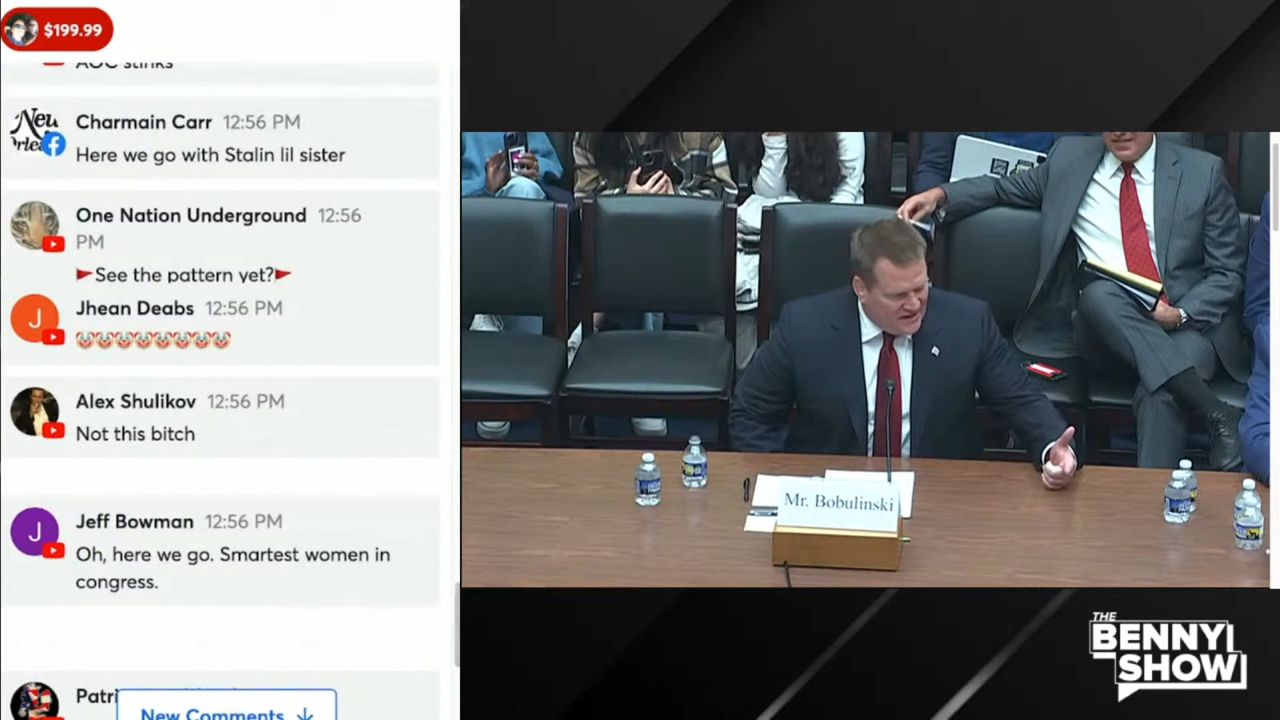 $199.99
AOC stinks
Charmain Carr 12:56 PM
Here we go with Stalin lil sister
One Nation Underground 12:56
PM
See the pattern yet?
Jhean Deabs 12:56 PM
J
Alex Shulikov 12:56 PM
Not this bitch
Jeff Bowman 12:56 PM
J
Oh, here we go. Smartest women in
congress.
Patri
New Comments ↓
Mr. Bobulinski
THE
BENNY
SHOW